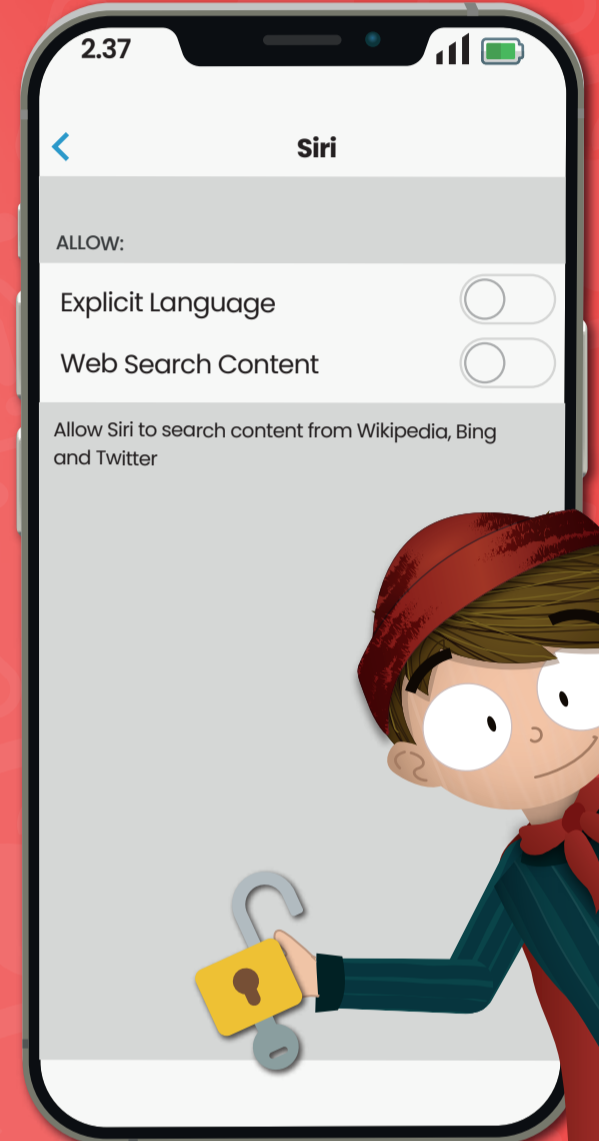 2.37
Siri
ALLOW:
Explicit Language
Web Search Content
Allow Siri to search content from Wikipedia, Bing
and Twitter